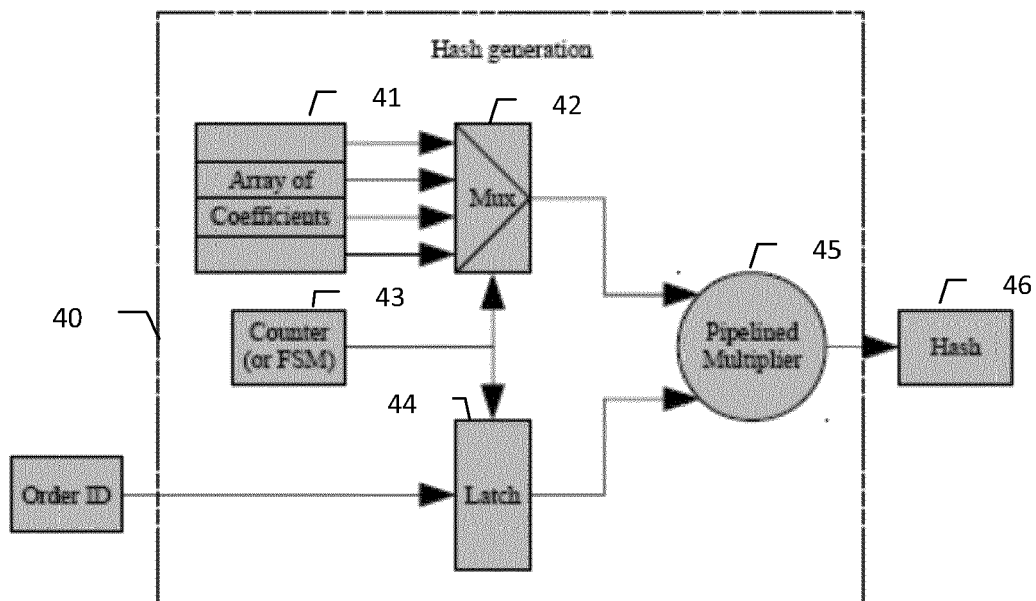 Hash generation
41
42
Array of
Coefficients
Mux
43
Counter
(or FSM)
40
44
45
Pipelined
Multiplier
46
Hash
Order ID
Latch